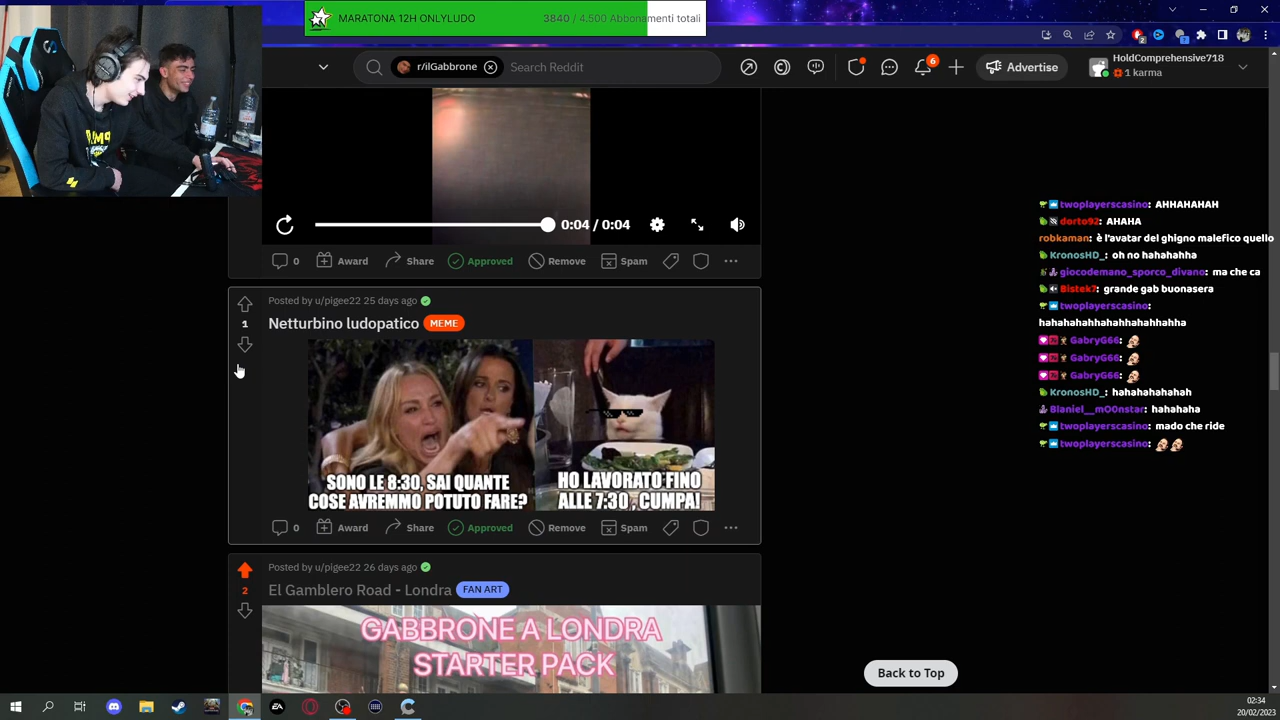 MARATONA 12H ONLYLUDO
3840 / 4.500 Abbonamenti totali
r/ilGabbrone
Search Reddit
6
Advertise
HoldComprehensive718
1 karma
0:04 / 0:04
0
Award
Share
Approved
Remove
Spam
Posted by u/pigee22 25 days ago
1
Netturbino ludopatico
MEME
SONO LE 8:30, SAI QUANTE
COSE AVREMMO POTUTO FARE?
HO LAVORATO FINO
ALLE 7:30 , CUMPA!
0
Award
Share
Approved
Remove
Spam
Posted by u/pigee22 26 days ago
2
El Gamblero Road - Londra
FAN ART
GABBRONE A LONDRA
STARTER PACK
Back to Top
twoplayerscasino: AHHAHAHAH
dorto92: AHAHA
robkaman: è l'avatar del ghigno malefico quello
KronosHD_: oh no hahahahha
giocodemano_sporco_divano: ma che ca
Bistek7: grande gab buonasera
twoplayerscasino:
hahahahahhahahhahahhahha
GabryG66:
GabryG66:
GabryG66:
KronosHD_: hahahahahahah
Blaniel__m00nstar: hahahaha
twoplayerscasino: mado che ride
twoplayerscasino:
EA
02:34
20/02/2023